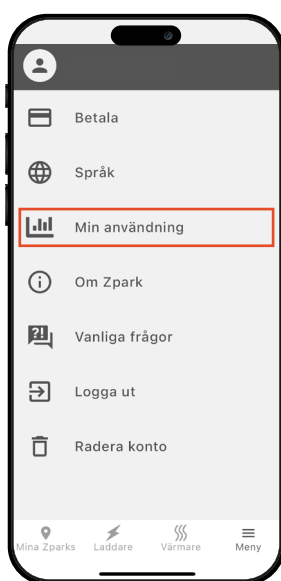 Betala
Språk
Min användning
Om Zpark
Vanliga frågor
Logga ut
Radera konto
Mina Zparks Laddare Värmare Meny